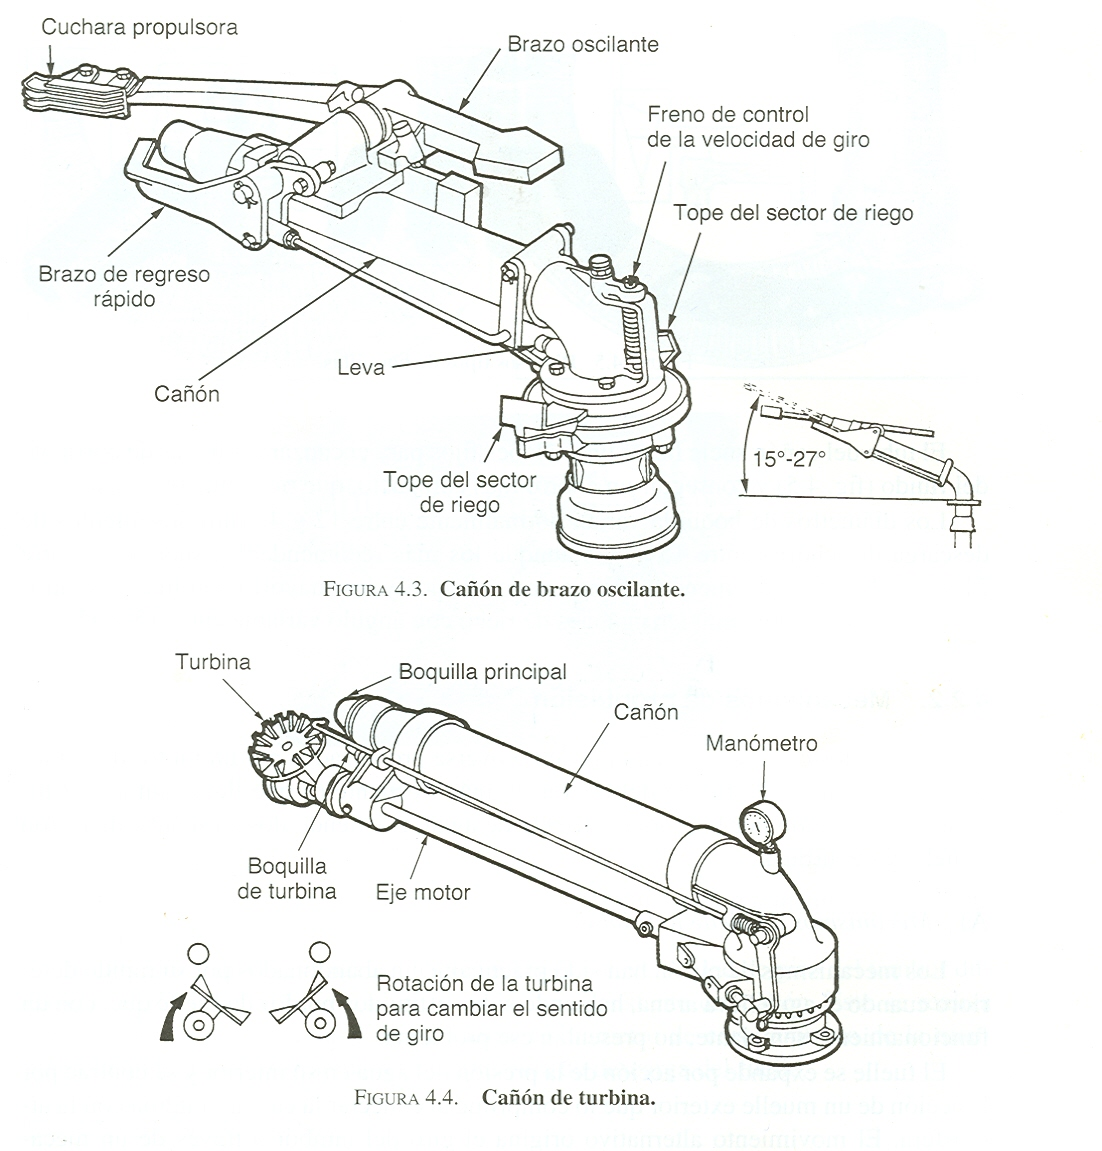 Cuchara propulsora
Brazo oscilante
Freno de control
de la velocidad de giro
Tope del sector de riego
Brazo de regreso
rápido
Leva
Cañón
Tope del sector
de riego
15°-27°
FIGURA 4.3. Cañón de brazo oscilante.
Turbina
Boquilla principal
Cañón
Manómetro
Boquilla
de turbina
Eje motor
Rotación de la turbina
para cambiar el sentido
de giro
FIGURA 4.4. Cañón de turbina.